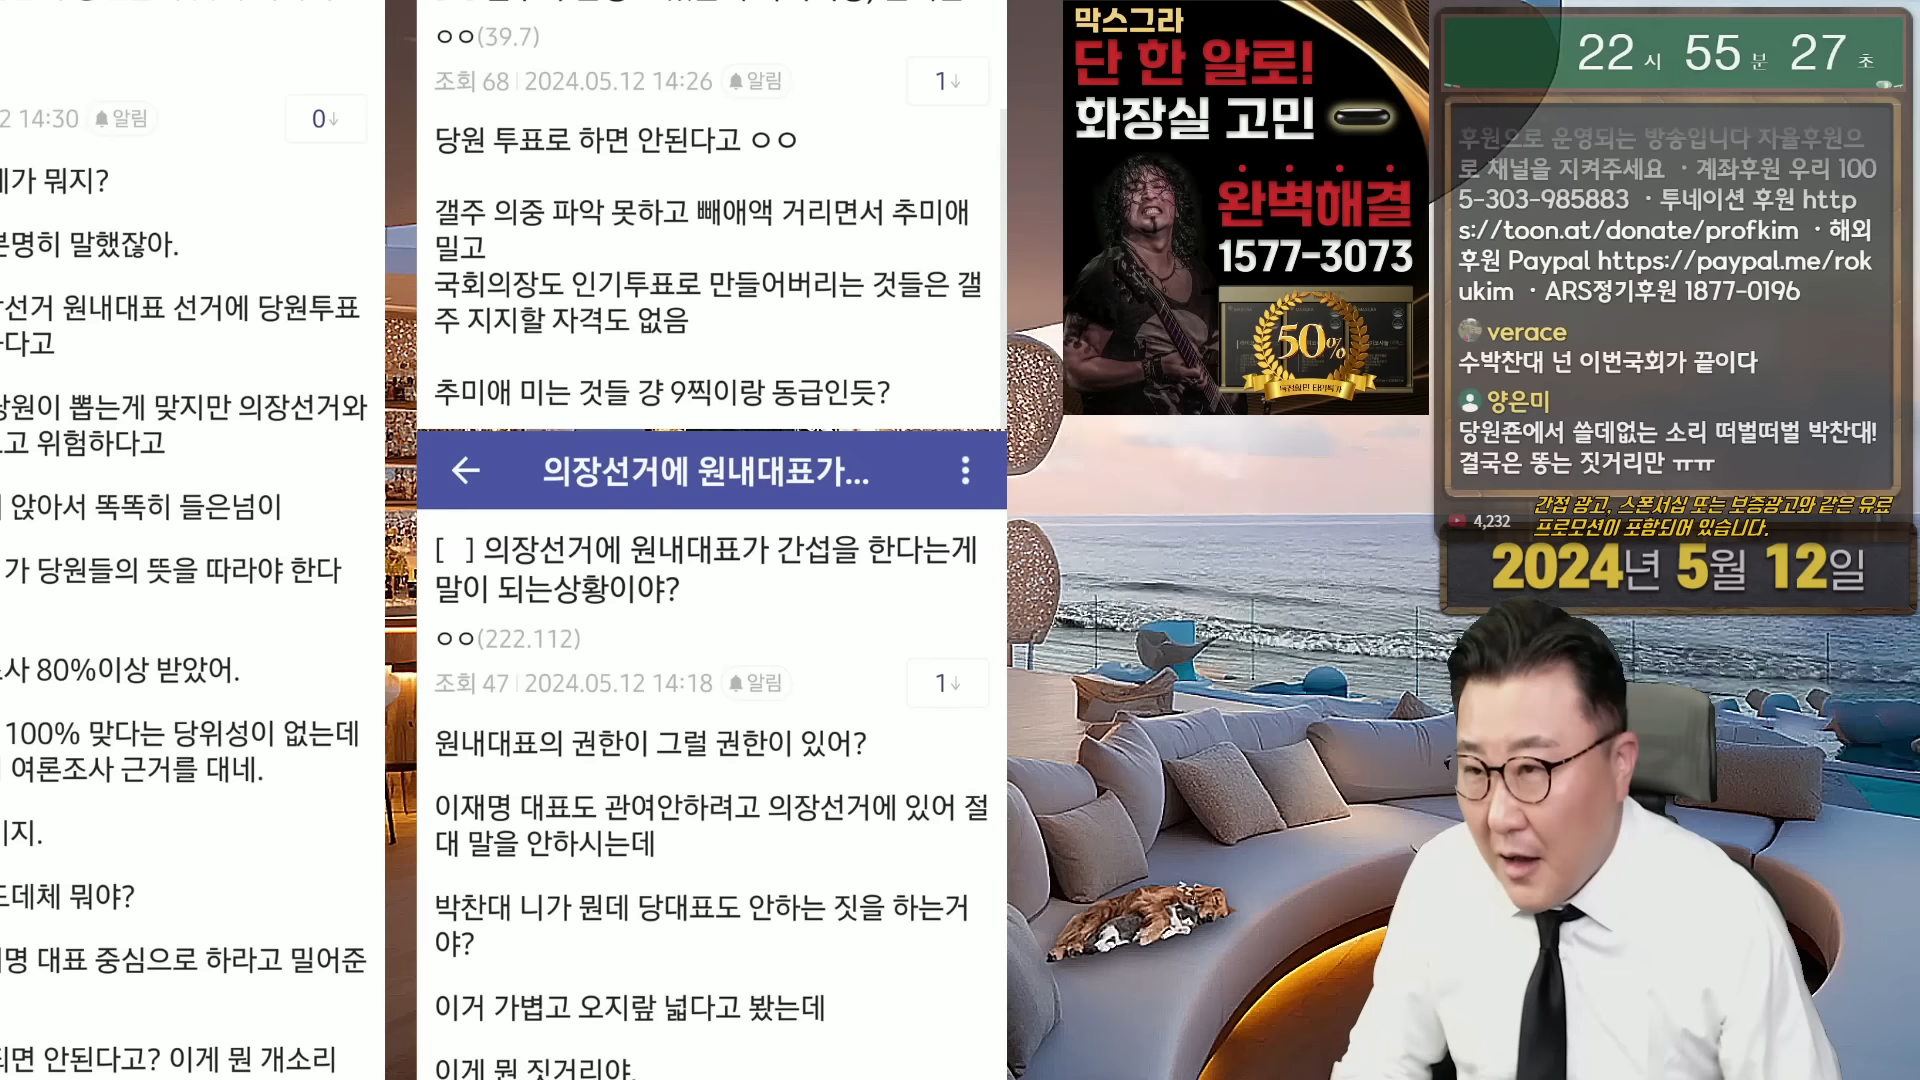 2 14:30 알림
0↓
뭐지?
분명히 말했잖아.
원내대표 선거에 당원투표
다고
당원이 뽑는게 맞지만 의장선거와
고 위험하다고
앉아서 똑똑히 들은넘이
가 당원들의 뜻을 따라야 한다
사 80%이상 받았어.
100% 맞다는 당위성이 없는데
여론조사 근거를 대네.
지.
도데체 뭐야?
명 대표 중심으로 하라고 밀어준
되면 안된다고? 이게 뭔 개소리
ㅇㅇ(39.7)
조회 68 | 2024.05.12 14:26 알림
1↓
당원 투표로 하면 안된다고 ㅇㅇ
갤주 의중 파악 못하고 빼애액 거리면서 추미애
밀고
국회의장도 인기투표로 만들어버리는 것들은 갤
주 지지할 자격도 없음
추미애 미는 것들 걍 9찍이랑 동급인듯?
← 의장선거에 원내대표가...
[ ] 의장선거에 원내대표가 간섭을 한다는게
말이 되는상황이야?
ㅇㅇ(222.112)
조회 47 | 2024.05.12 14:18 알림
1↓
원내대표의 권한이 그럴 권한이 있어?
이재명 대표도 관여안하려고 의장선거에 있어 절
대 말을 안하시는데
박찬대 니가 뭔데 당대표도 안하는 짓을 하는거
야?
이거 가볍고 오지랖 넓다고 봤는데
이게 뭔 짓거리야.
막스그라
단 한 알로!
화장실 고민
완벽해결
1577-3073
50%
22시 55분 27초
후원으로 운영되는 방송입니다 자율후원으
로 채널을 지켜주세요 ・계좌후원 우리 100
5-303-985883 ・투네이션 후원 http
s://toon.at/donate/profkim ・해외
후원 Paypal https://paypal.me/rok
ukim ・ARS정기후원 1877-0196
verace
수박찬대 넌 이번국회가 끝이다
양은미
당원죤에서 쓸데없는 소리 떠벌떠벌 박찬대!
결국은 똥는 짓거리만 ㅠㅠ
4,232
간접 광고, 스폰서십 또는 보증광고와 같은 유료
프로모션이 포함되어 있습니다.
2024년 5월 12일